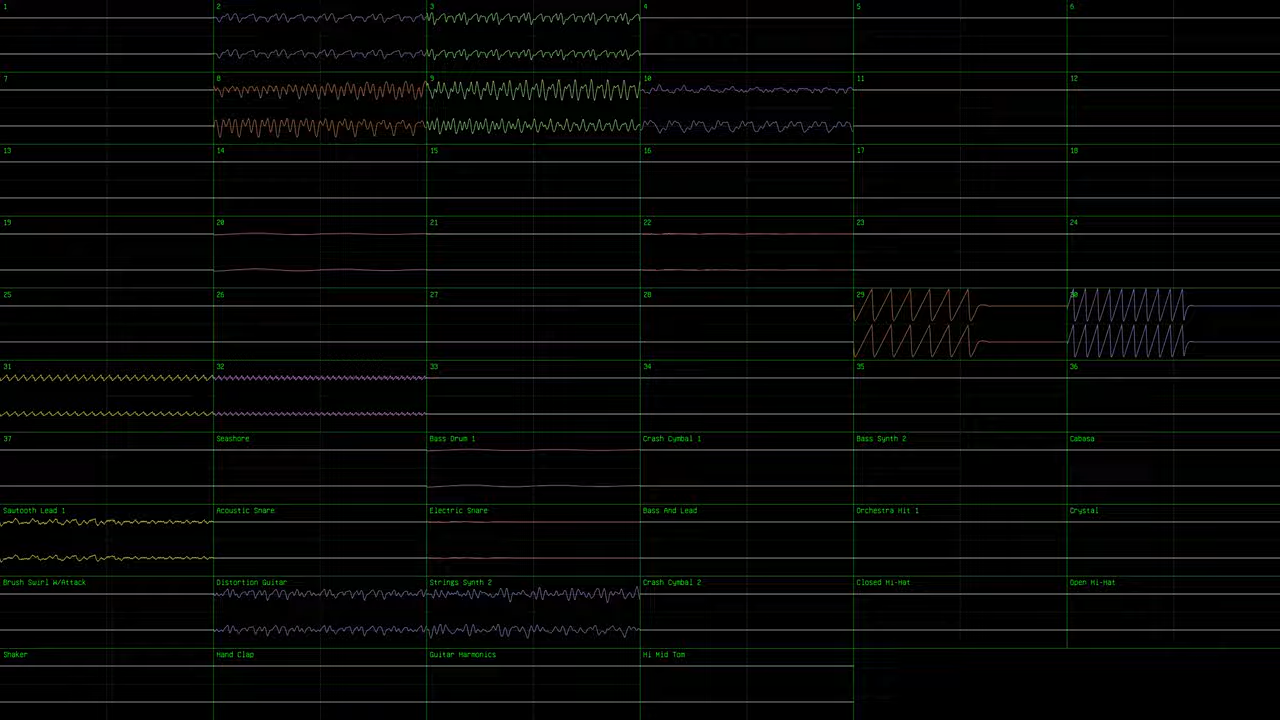 1 2 3 4 5 6
7 8 9 10 11 12
13 14 15 16 17 18
19 20 21 22 23 24
25 26 27 28 29 30
31 32 33 34 35 36
37 Seashore Bass Drum 1 Crash Cymbal 1 Bass Synth 2 Cabasa
Sawtooth Lead 1 Acoustic Snare Electric Snare Bass And Lead Orchestra Hit 1 Crystal
Brush Swirl W/Attack Distortion Guitar Strings Synth 2 Crash Cymbal 2 Closed Hi-Hat Open Hi-Hat
Shaker Hand Clap Guitar Harmonics Hi Mid Tom